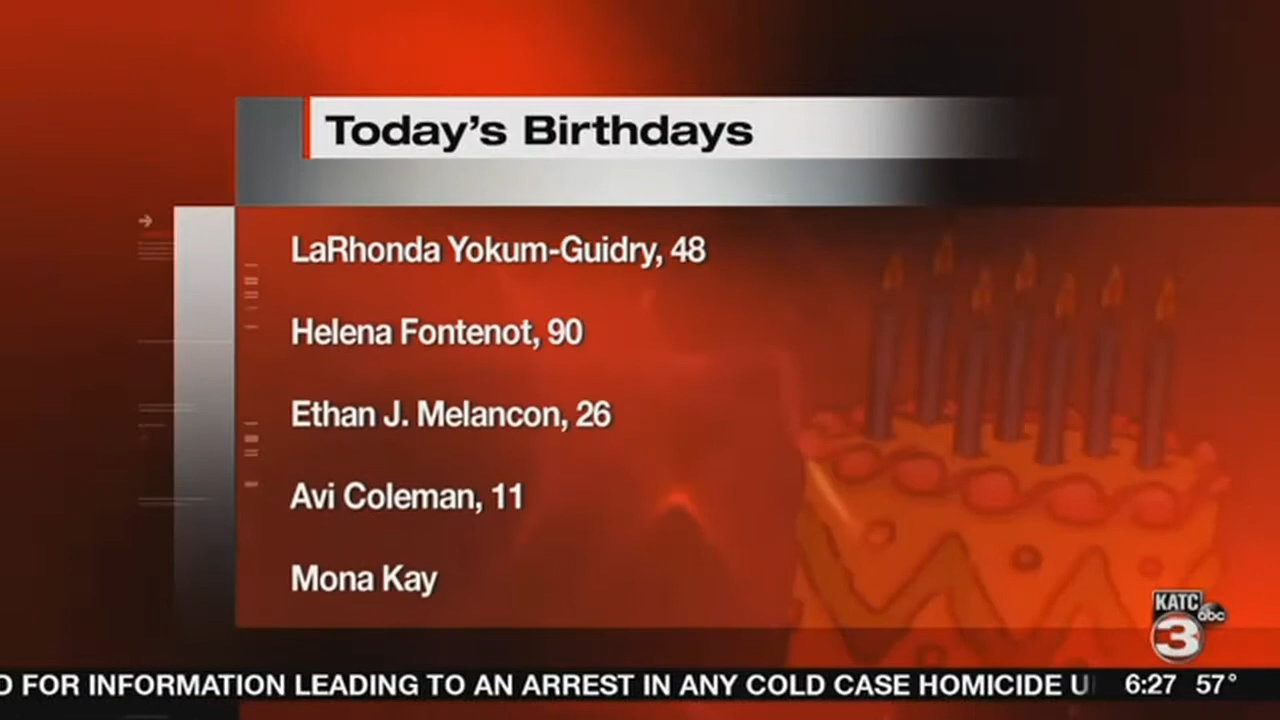 Today's Birthdays
LaRhonda Yokum-Guidry, 48
Helena Fontenot, 90
Ethan J. Melancon, 26
Avi Coleman, 11
Mona Kay
KATC
abc
3
FOR INFORMATION LEADING TO AN ARREST IN ANY COLD CASE HOMICIDE 6:27 57°